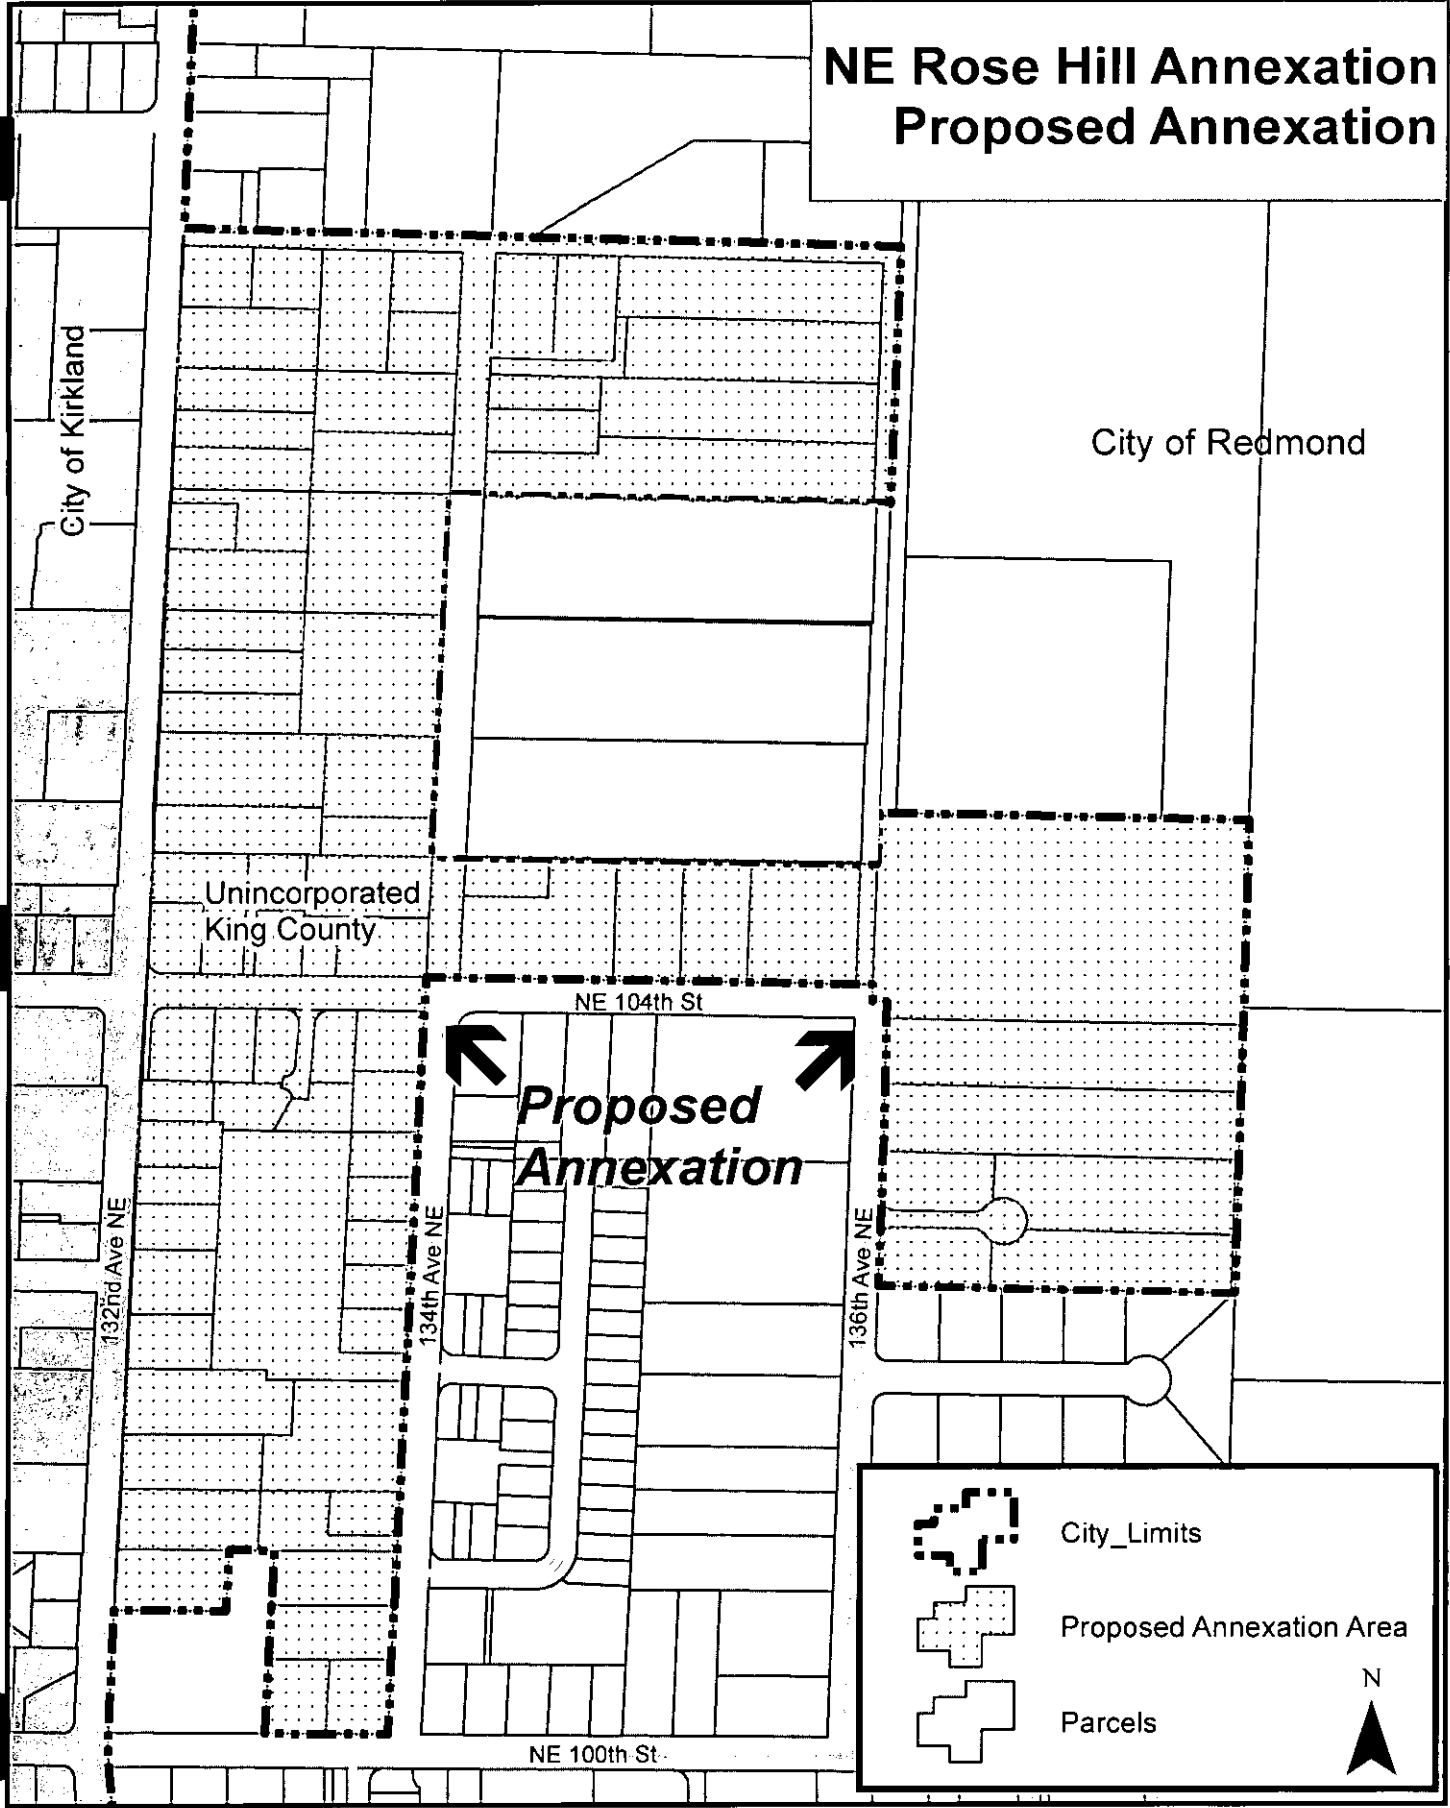 NE Rose Hill Annexation
Proposed Annexation
City of Kirkland
City of Redmond
Unincorporated
King County
NE 104th St
Proposed
Annexation
132nd Ave NE
134th Ave NE
136th Ave NE
NE 100th St
City_Limits
Proposed Annexation Area
Parcels
N